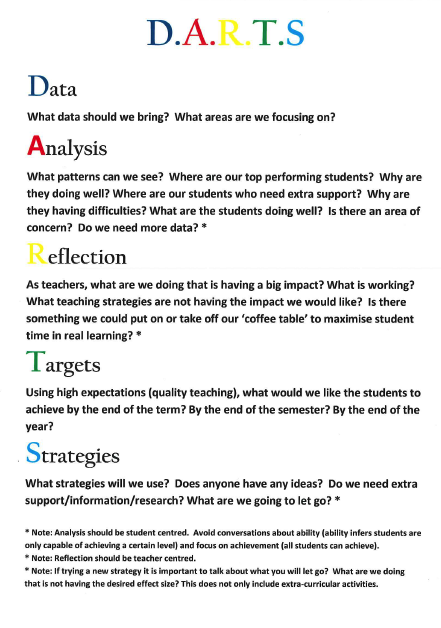 D.A.R.T.S
Data
What data should we bring?  What areas are we focusing on?
Analysis
What patterns can we see?  Where are our top performing students?  Why are
they doing well? Where are our students who need extra support?  Why are
they having difficulties? What are the students doing well?  Is there an area of
concern?  Do we need more data? *
Reflection
As teachers, what are we doing that is having a big impact? What is working?
What teaching strategies are not having the impact we would like?  Is there
something we could put on or take off our ‘coffee table’ to maximise student
time in real learning? *
Targets
Using high expectations (quality teaching), what would we like the students to
achieve by the end of the term? By the end of the semester? By the end of the
year?
Strategies
What strategies will we use?  Does anyone have any ideas?  Do we need extra
support/information/research? What are we going to let go? *
* Note: Analysis should be student centred.  Avoid conversations about ability (ability infers students are
only capable of achieving a certain level) and focus on achievement (all students can achieve).
* Note: Reflection should be teacher centred.
* Note: If trying a new strategy it is important to talk about what you will let go?  What are we doing
that is not having the desired effect size? This does not only include extra-curricular activities.